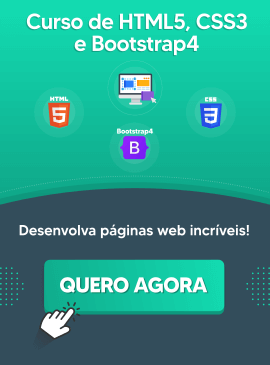 Curso de HTML5, CSS3
e Bootstrap4
HTML
5
CSS
3
Bootstrap4
B
Desenvolva páginas web incríveis!
QUERO AGORA